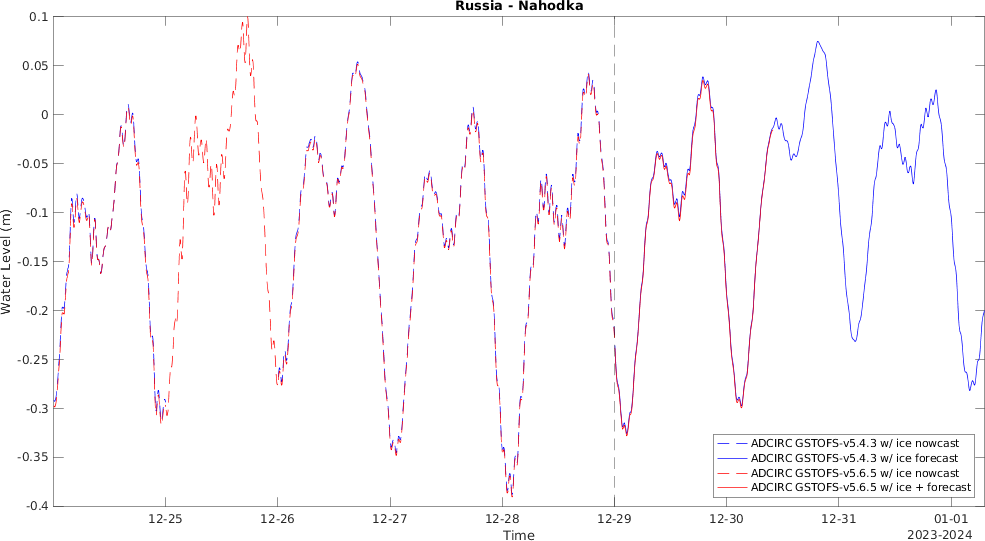 Russia - Nahodka
0.1
0.05
0
-0.05
-0.1
-0.15
-0.2
-0.25
-0.3
-0.35
-0.4
Water Level (m)
12-25 12-26 12-27 12-28 12-29 12-30 12-31 01-01
Time
2023-2024
ADCIRC GSTOFS-v5.4.3 w/ ice nowcast
ADCIRC GSTOFS-v5.4.3 w/ ice forecast
ADCIRC GSTOFS-v5.6.5 w/ ice nowcast
ADCIRC GSTOFS-v5.6.5 w/ ice + forecast